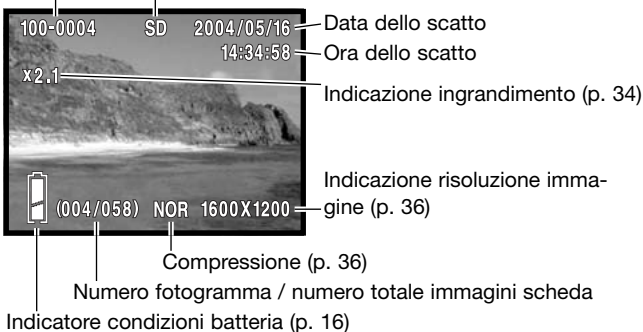 100-0004 SD 2004/05/16
Data dello scatto
14:34:58
Ora dello scatto
x2.1
Indicazione ingrandimento (p. 34)
Indicazione risoluzione imma-
gine (p. 36)
(004/058) NOR 1600X1200
Compressione (p. 36)
Numero fotogramma / numero totale immagini scheda
Indicatore condizioni batteria (p. 16)